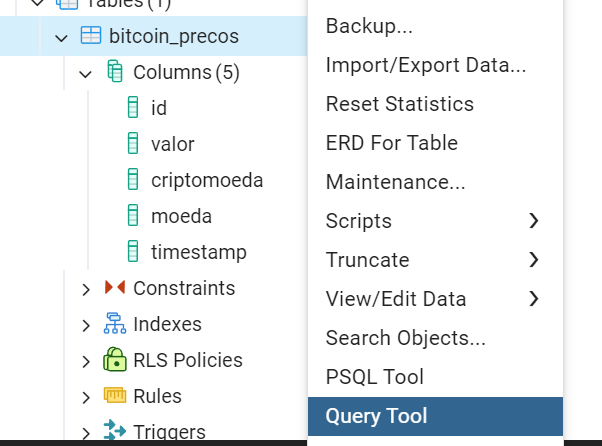 Tables (1)
bitcoin_precos
Columns (5)
id
valor
criptomoeda
moeda
timestamp
Constraints
Indexes
RLS Policies
Rules
Triggers
Backup...
Import/Export Data...
Reset Statistics
ERD For Table
Maintenance...
Scripts
Truncate
View/Edit Data
Search Objects...
PSQL Tool
Query Tool